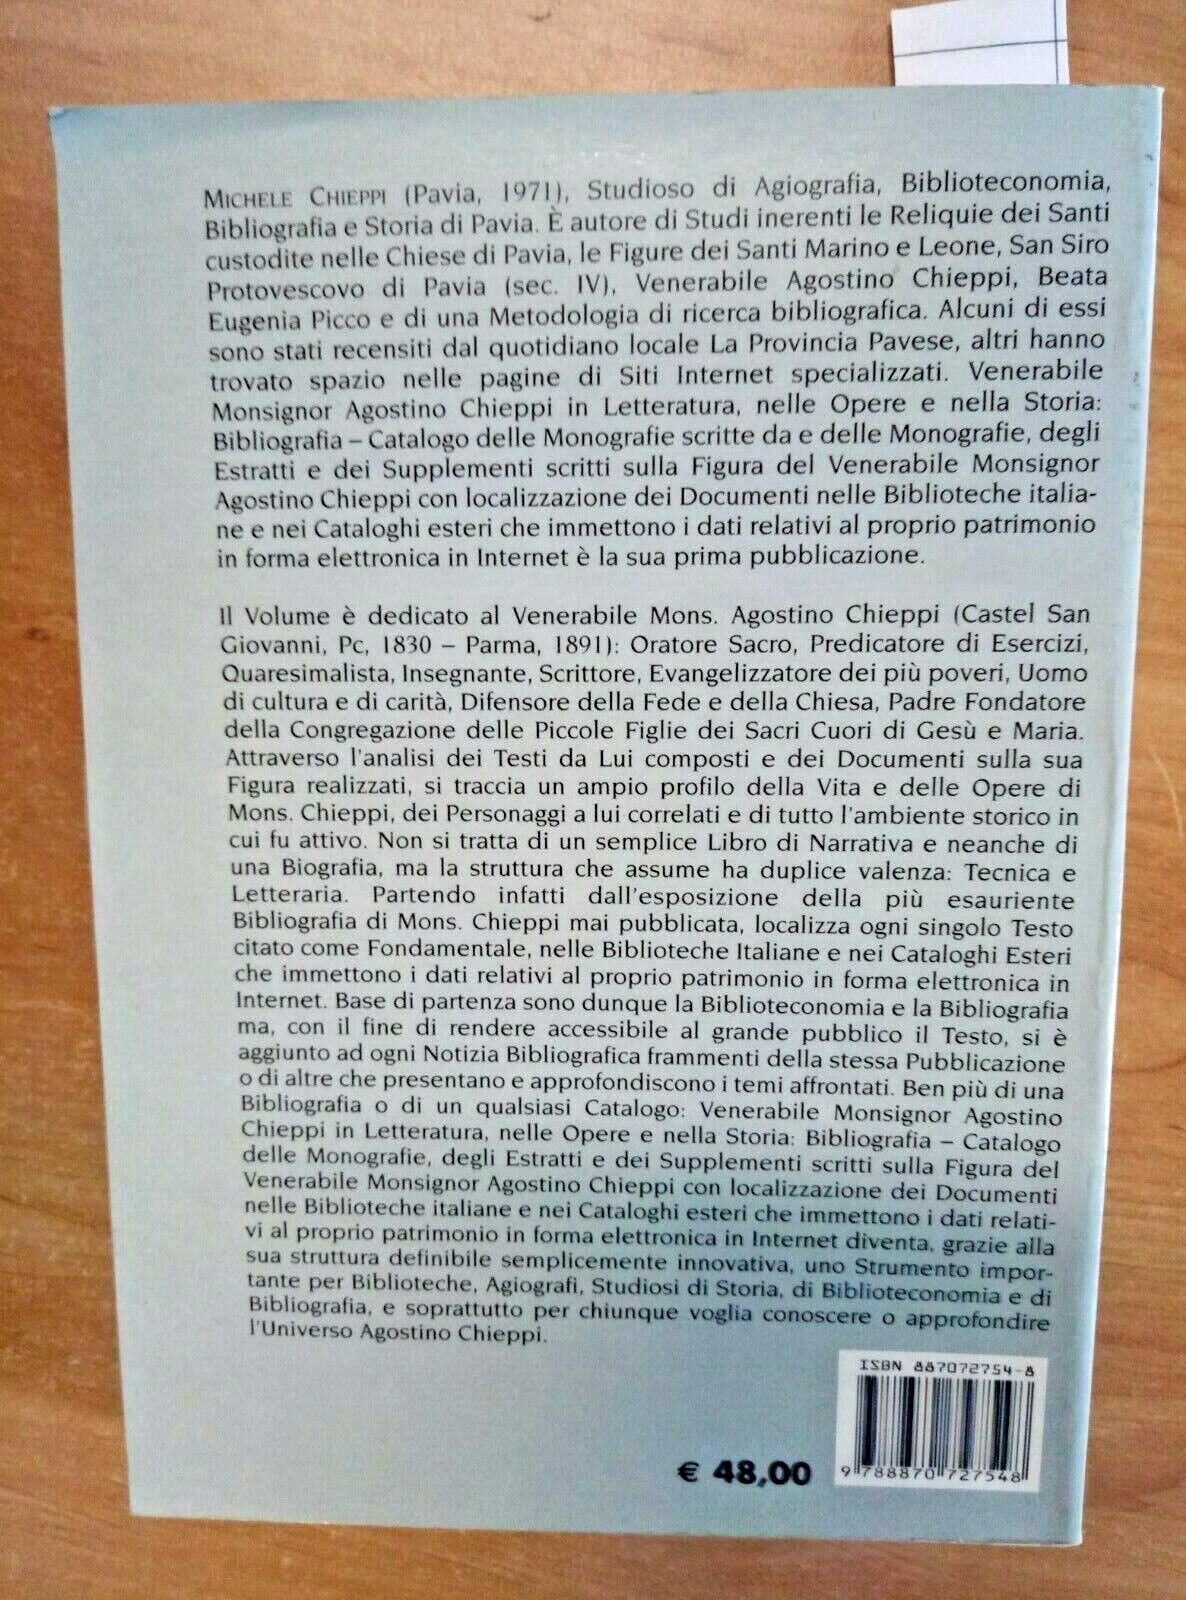 MICHELE CHIEPPI (Pavia, 1971), Studioso di Agiografia, Biblioteconomia,
Bibliografia e Storia di Pavia. È autore di Studi inerenti le Reliquie dei Santi
custodite nelle Chiese di Pavia, le Figure dei Santi Marino e Leone, San Siro
Protovescovo di Pavia (sec. IV), Venerabile Agostino Chieppi, Beata
Eugenia Picco e di una Metodologia di ricerca bibliografica. Alcuni di essi
sono stati recensiti dal quotidiano locale La Provincia Pavese, altri hanno
trovato spazio nelle pagine di Siti Internet specializzati. Venerabile
Monsignor Agostino Chieppi in Letteratura, nelle Opere e nella Storia:
Bibliografia – Catalogo delle Monografie scritte da e delle Monografie, degli
Estratti e dei Supplementi scritti sulla Figura del Venerabile Monsignor
Agostino Chieppi con localizzazione dei Documenti nelle Biblioteche italia-
ne e nei Cataloghi esteri che immettono i dati relativi al proprio patrimonio
in forma elettronica in Internet è la sua prima pubblicazione.
Il Volume è dedicato al Venerabile Mons. Agostino Chieppi (Castel San
Giovanni, Pc, 1830 – Parma, 1891): Oratore Sacro, Predicatore di Esercizi,
Quaresimalista, Insegnante, Scrittore, Evangelizzatore dei più poveri, Uomo
di cultura e di carità, Difensore della Fede e della Chiesa, Padre Fondatore
della Congregazione delle Piccole Figlie dei Sacri Cuori di Gesù e Maria.
Attraverso l'analisi dei Testi da Lui composti e dei Documenti sulla sua
Figura realizzati, si traccia un ampio profilo della Vita e delle Opere di
Mons. Chieppi, dei Personaggi a lui correlati e di tutto l'ambiente storico in
cui fu attivo. Non si tratta di un semplice Libro di Narrativa e neanche di
una Biografia, ma la struttura che assume ha duplice valenza: Tecnica e
Letteraria. Partendo infatti dall'esposizione della più esauriente
Bibliografia di Mons. Chieppi mai pubblicata, localizza ogni singolo Testo
citato come Fondamentale, nelle Biblioteche Italiane e nei Cataloghi Esteri
che immettono i dati relativi al proprio patrimonio in forma elettronica in
Internet. Base di partenza sono dunque la Biblioteconomia e la Bibliografia
ma, con il fine di rendere accessibile al grande pubblico il Testo, si è
aggiunto ad ogni Notizia Bibliografica frammenti della stessa Pubblicazione
o di altre che presentano e approfondiscono i temi affrontati. Ben più di una
Bibliografia o di un qualsiasi Catalogo: Venerabile Monsignor Agostino
Chieppi in Letteratura, nelle Opere e nella Storia: Bibliografia – Catalogo
delle Monografie, degli Estratti e dei Supplementi scritti sulla Figura del
Venerabile Monsignor Agostino Chieppi con localizzazione dei Documenti
nelle Biblioteche italiane e nei Cataloghi esteri che immettono i dati relati-
vi al proprio patrimonio in forma elettronica in Internet diventa, grazie alla
sua struttura definibile semplicemente innovativa, uno Strumento impor-
tante per Biblioteche, Agiografi, Studiosi di Storia, di Biblioteconomia e di
Bibliografia, e soprattutto per chiunque voglia conoscere o approfondire
l'Universo Agostino Chieppi.
ISBN 887072754-8
€ 48,00
9 788870 727548